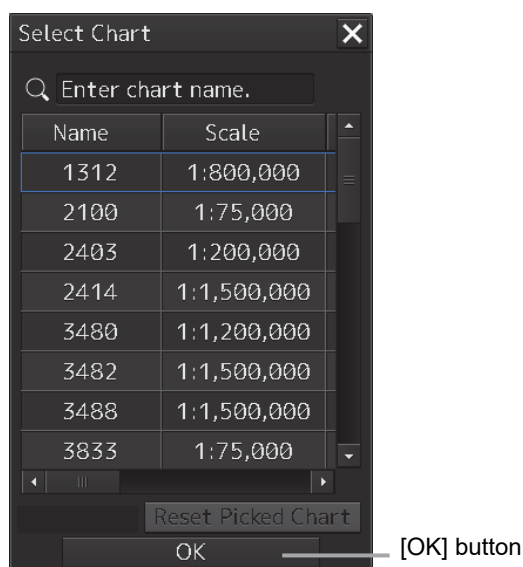 Select Chart
Enter chart name.
Name Scale
1312 1:800,000
2100 1:75,000
2403 1:200,000
2414 1:1,500,000
3480 1:1,200,000
3482 1:1,500,000
3488 1:1,500,000
3833 1:75,000
Reset Picked Chart
OK [OK] button